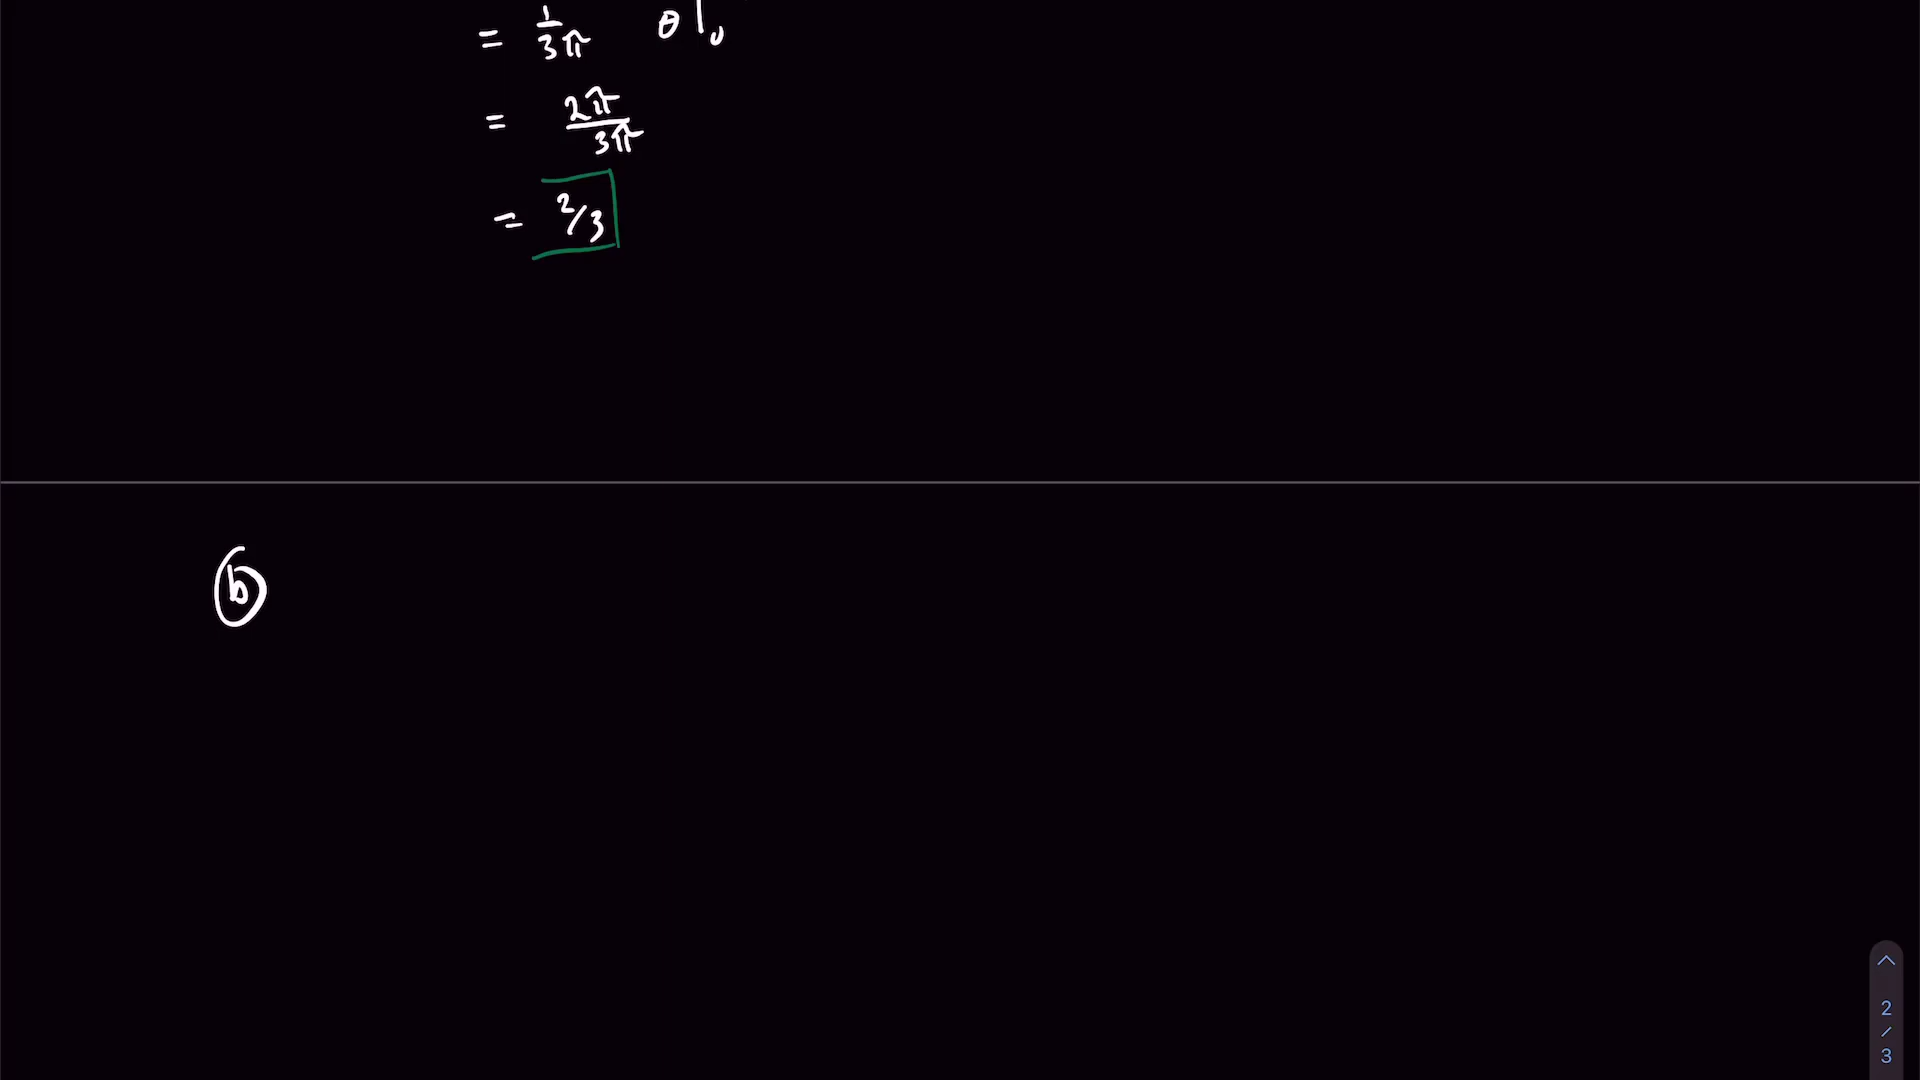 = 1/3π θ|₀
= 2π/3π
= 2/3
b
2
/
3